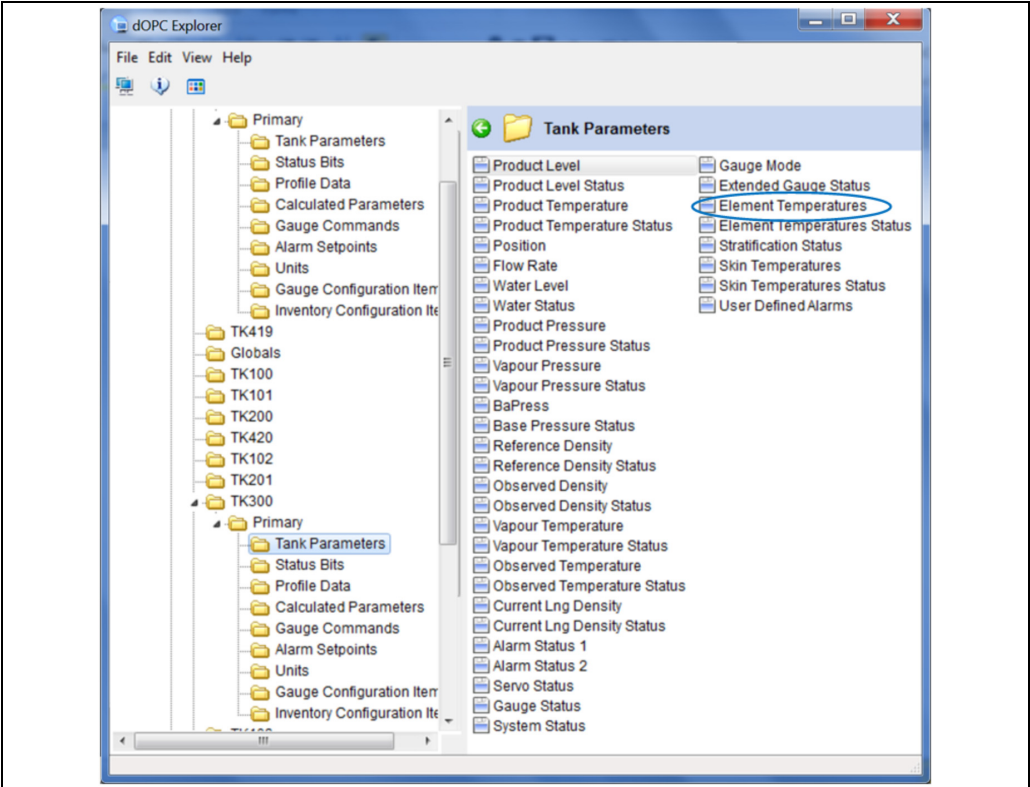 dOPC Explorer
File Edit View Help
Primary
Tank Parameters
Status Bits
Profile Data
Calculated Parameters
Gauge Commands
Alarm Setpoints
Units
Gauge Configuration Item
Inventory Configuration Ite
TK419
Globals
TK100
TK101
TK200
TK420
TK102
TK201
TK300
Primary
Tank Parameters
Status Bits
Profile Data
Calculated Parameters
Gauge Commands
Alarm Setpoints
Units
Gauge Configuration Item
Inventory Configuration Ite
Tank Parameters
Product Level
Product Level Status
Product Temperature
Product Temperature Status
Position
Flow Rate
Water Level
Water Status
Product Pressure
Product Pressure Status
Vapour Pressure
Vapour Pressure Status
BaPress
Base Pressure Status
Reference Density
Reference Density Status
Observed Density
Observed Density Status
Vapour Temperature
Vapour Temperature Status
Observed Temperature
Observed Temperature Status
Current Lng Density
Current Lng Density Status
Alarm Status 1
Alarm Status 2
Servo Status
Gauge Status
System Status
Gauge Mode
Extended Gauge Status
Element Temperatures
Element Temperatures Status
Stratification Status
Skin Temperatures
Skin Temperatures Status
User Defined Alarms